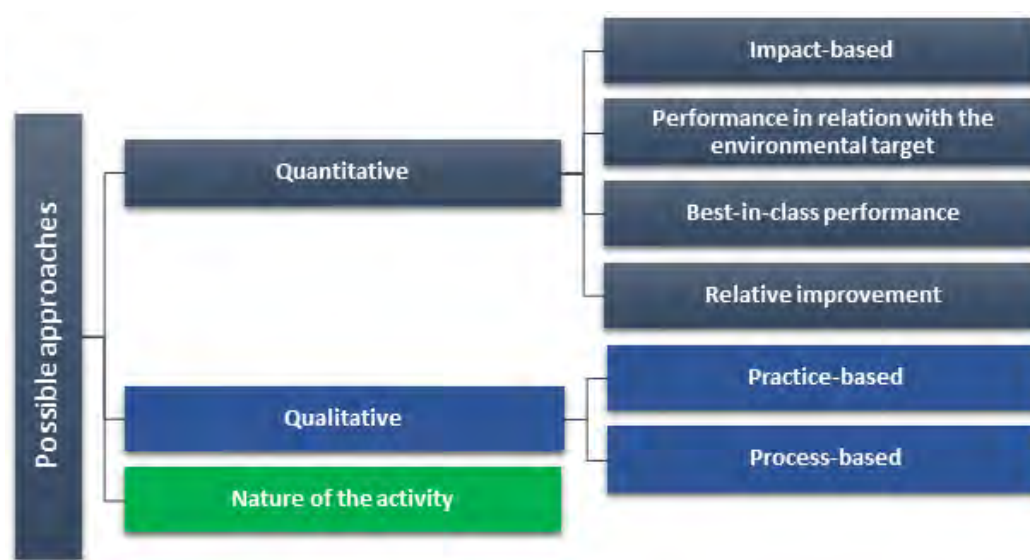 Possible approaches
Quantitative
Impact-based
Performance in relation with the
environmental target
Best-in-class performance
Relative improvement
Qualitative
Practice-based
Process-based
Nature of the activity